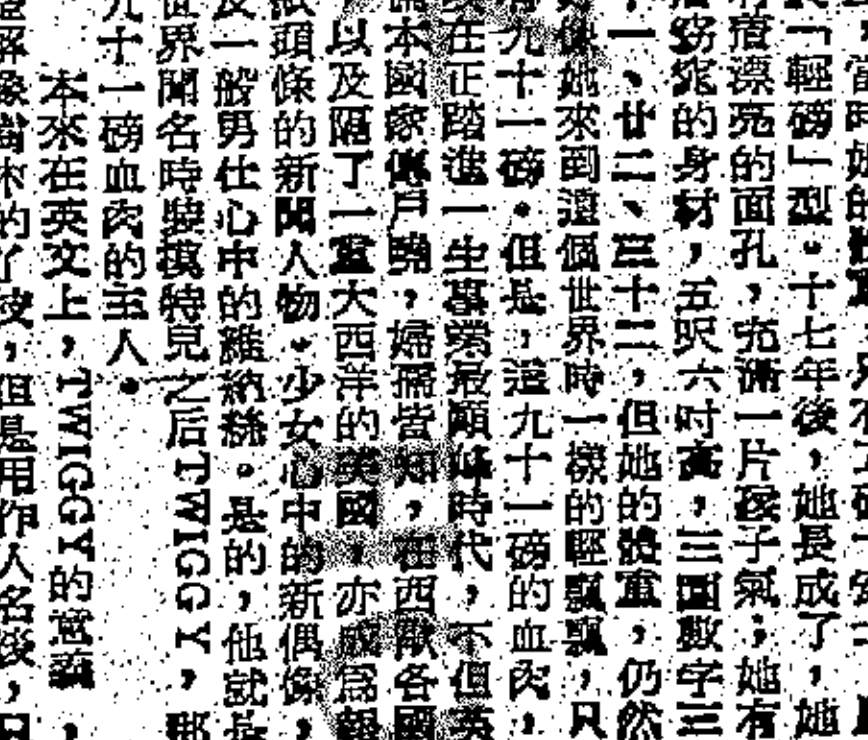 「輕磅」型。十七年後，她長成了，她
漂亮的面孔，充滿一片孩子氣；她有
窈窕的身材，五呎六吋高，三圍數字三
一、廿二、三十二，但她的體重，仍然
她來到這個世界時一樣的輕飄飄，只
九十一磅。但是，這九十一磅的血肉，
在正踏進一生事業最顛峰時代，不但英
本國家傳戶曉，婦孺皆知，在西歐各國
以及隔了一重大西洋的英國，亦成為報
頭條的新聞人物。少女心中的新偶像，
一般男仕心中的維納絲。是的，他就是
世界聞名時裝模特兒之后TWIGGY，那
九十一磅血肉的主人。
本來在英文上，TWIGGY的意義，
的了技，但是用作人名後，只